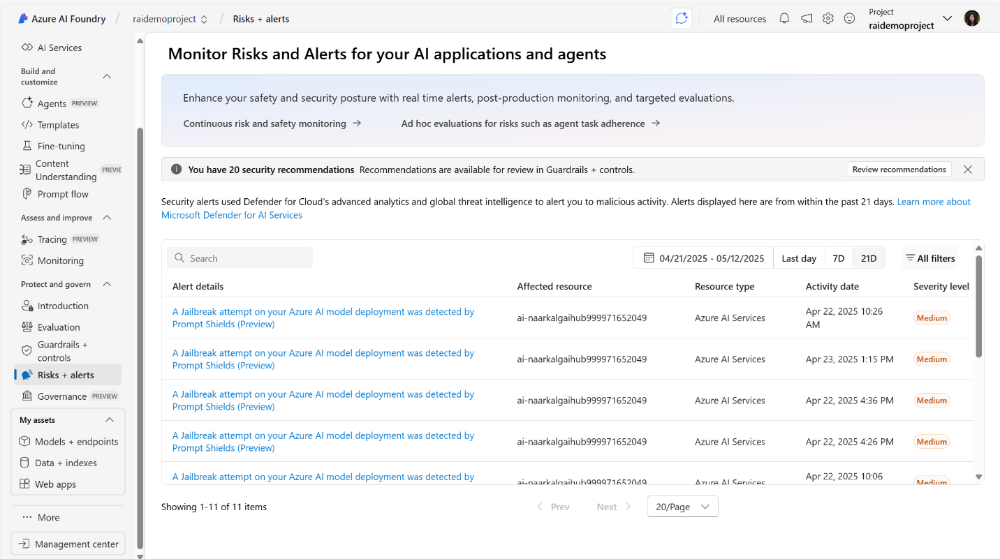 Azure AI Foundry / raidemoproject / Risks + alerts
All resources
Project
raidemoproject
AI Services
Build and
customize
Agents PREVIEW
Templates
Fine-tuning
Content
Understanding PREVIE
Prompt flow
Assess and improve
Tracing PREVIEW
Monitoring
Protect and govern
Introduction
Evaluation
Guardrails +
controls
Risks + alerts
Governance PREVIEW
My assets
Models + endpoints
Data + indexes
Web apps
More
Management center
Monitor Risks and Alerts for your AI applications and agents
Enhance your safety and security posture with real time alerts, post-production monitoring, and targeted evaluations.
Continuous risk and safety monitoring → Ad hoc evaluations for risks such as agent task adherence →
You have 20 security recommendations Recommendations are available for review in Guardrails + controls. Review recommendations
Security alerts used Defender for Cloud's advanced analytics and global threat intelligence to alert you to malicious activity. Alerts displayed here are from within the past 21 days. Learn more about
Microsoft Defender for AI Services
Search 04/21/2025 - 05/12/2025 Last day 7D 21D All filters
Alert details Affected resource Resource type Activity date Severity level
A Jailbreak attempt on your Azure AI model deployment was detected by
Prompt Shields (Preview)
ai-naarkalgaihub999971652049 Azure AI Services
Apr 22, 2025 10:26
AM
Medium
A Jailbreak attempt on your Azure AI model deployment was detected by
Prompt Shields (Preview)
ai-naarkalgaihub999971652049 Azure AI Services Apr 23, 2025 1:15 PM Medium
A Jailbreak attempt on your Azure AI model deployment was detected by
Prompt Shields (Preview)
ai-naarkalgaihub999971652049 Azure AI Services Apr 22, 2025 4:36 PM Medium
A Jailbreak attempt on your Azure AI model deployment was detected by
Prompt Shields (Preview)
ai-naarkalgaihub999971652049 Azure AI Services Apr 22, 2025 4:26 PM Medium
A Jailbreak attempt on your Azure AI model deployment was detected by
ai-naarkalgaihub999971652049 Azure AI Services Apr 22, 2025 10:06 Medium
Showing 1-11 of 11 items Prev Next 20/Page